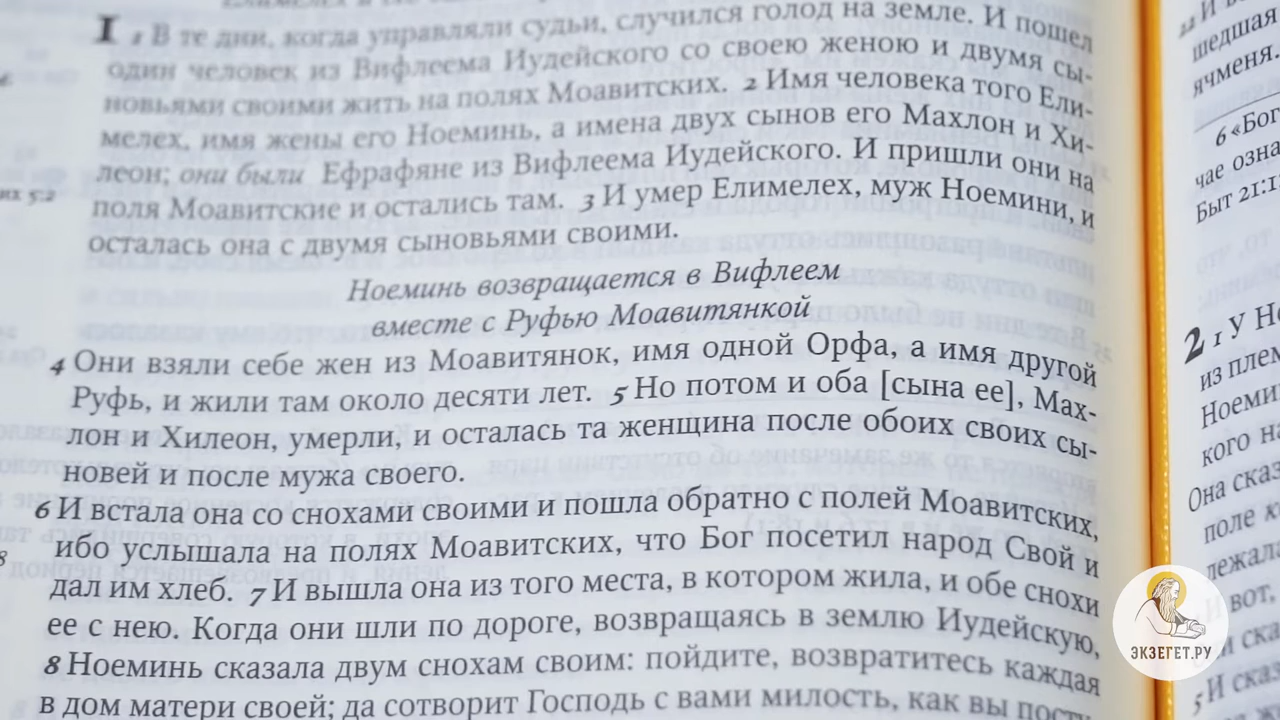 1 1 В те дни, когда управляли судьи, случился голод на земле. И пошел
один человек из Вифлеема Иудейского со своею женою и двумя сы-
новьями своими жить на полях Моавитских. 2 Имя человека того Ели-
мелех, имя жены его Ноеминь, а имена двух сынов его Махлон и Хи-
леон; они были Ефрафяне из Вифлеема Иудейского. И пришли они на
поля Моавитские и остались там. 3 И умер Елимелех, муж Ноемини, и
осталась она с двумя сыновьями своими.
Ноеминь возвращается в Вифлеем
вместе с Руфью Моавитянкой
4 Они взяли себе жен из Моавитянок, имя одной Орфа, а имя другой
Руфь, и жили там около десяти лет. 5 Но потом и оба [сына ее], Мах-
лон и Хилеон, умерли, и осталась та женщина после обоих своих сы-
новей и после мужа своего.
6 И встала она со снохами своими и пошла обратно с полей Моавитских,
ибо услышала на полях Моавитских, что Бог посетил народ Свой и
дал им хлеб. 7 И вышла она из того места, в котором жила, и обе снохи
ее с нею. Когда они шли по дороге, возвращаясь в землю Иудейскую,
8 Ноеминь сказала двум снохам своим: пойдите, возвратитесь каждая
в дом матери своей; да сотворит Господь с вами милость, как вы посту
5:2
8
И
шедшая
ячменя.
6 «Бог
чае озна
Быт 21:1
2 1 У Но
из плем
Ноеми
кого на
Она сказ
поле
лежала
И вот,
ска
5 И сказ
ЭКЗЕГЕТ.РУ